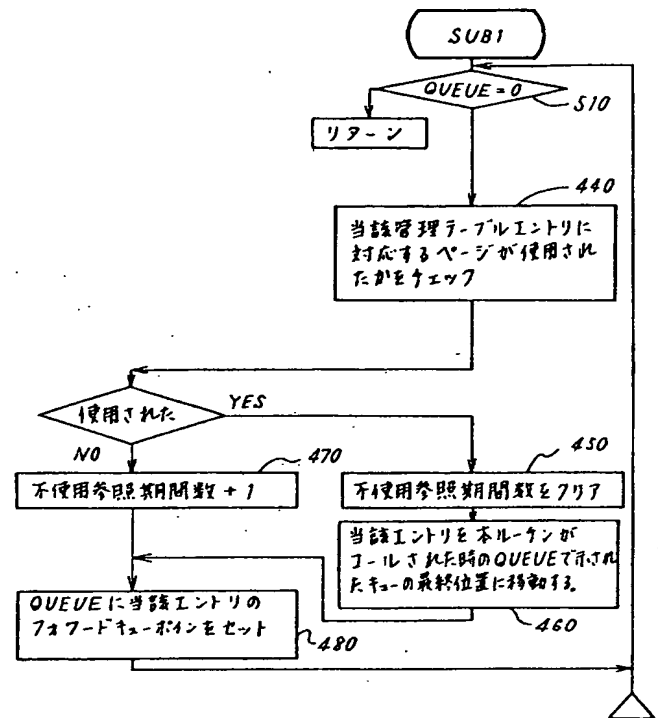 SUB1
QUEUE=0
510
リターン
440
当該管理テーブルエントリに
対応するページが使用され
たかをチェック
使用された
YES
NO
470
不使用参照期間数+1
450
不使用参照期間数をクリア
当該エントリを本ルーチンが
コールされた時のQUEUEで示され
たキューの最終位置に移動する。
460
QUEUEに当該エントリの
フォワードキューポインをセット
480